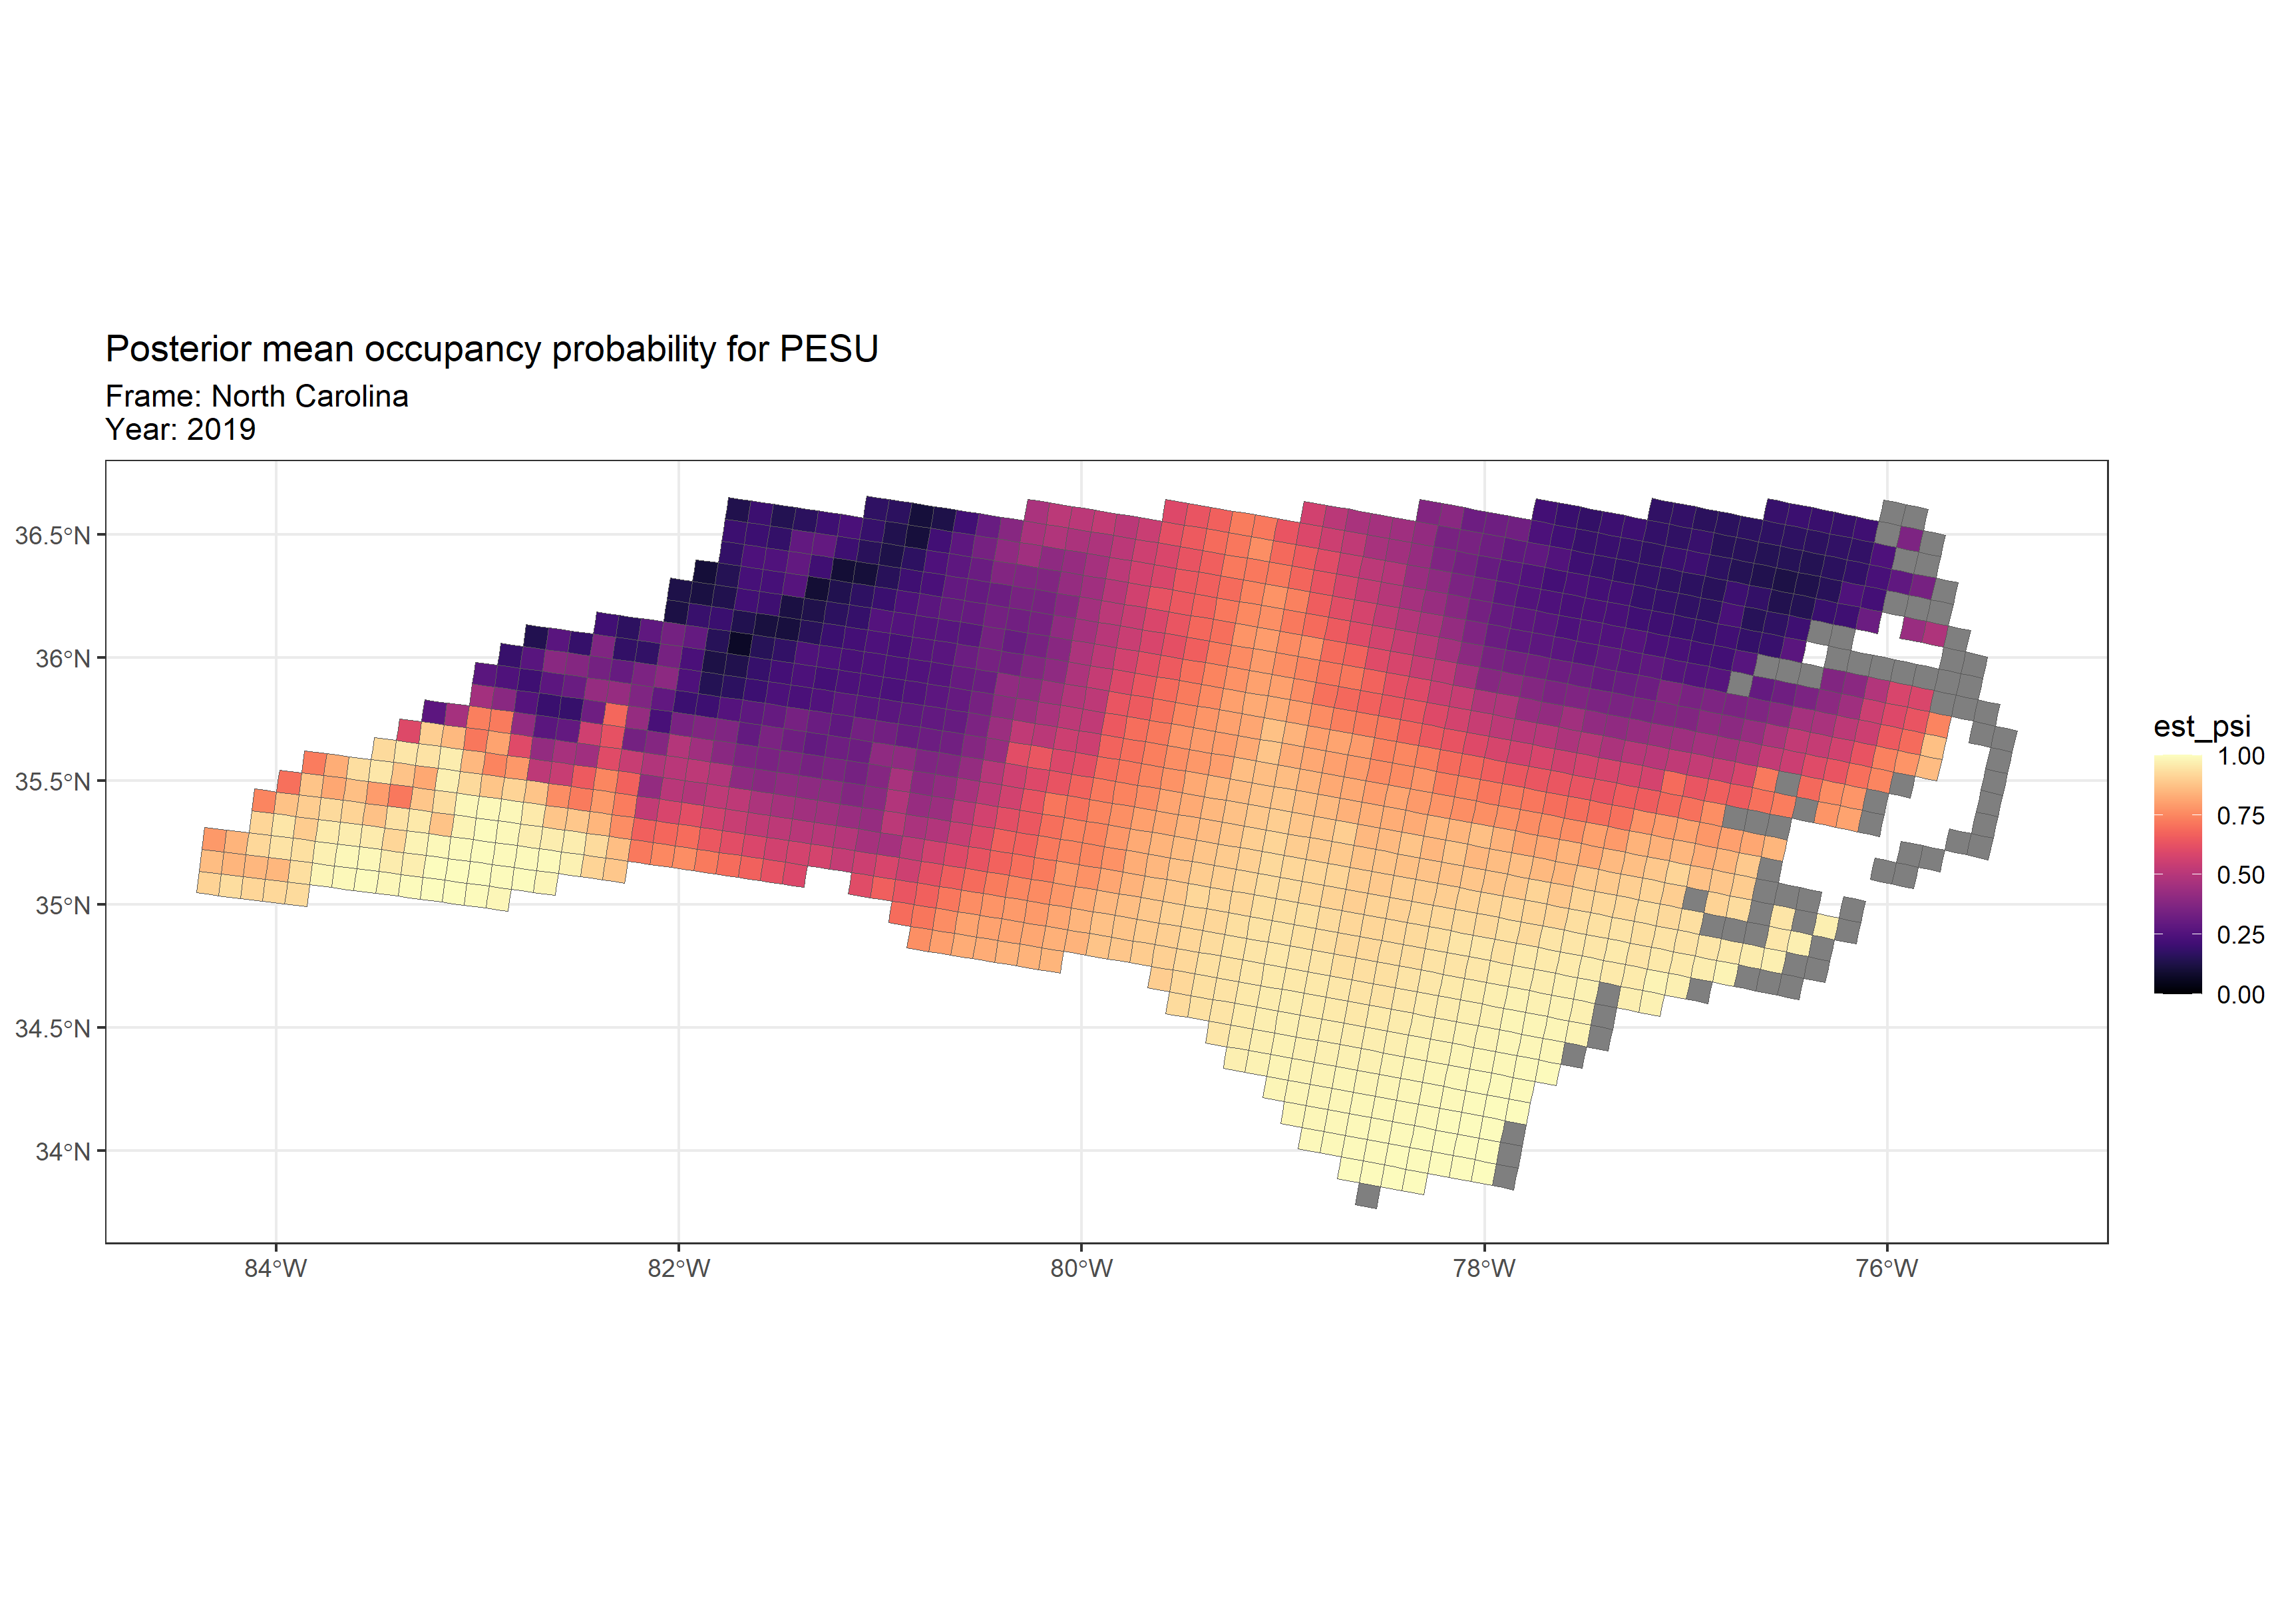 Posterior mean occupancy probability for PESU
Frame: North Carolina
Year: 2019
36.5°N
36°N
35.5°N
35°N
34.5°N
34°N
84°W
82°W
80°W
78°W
76°W
est_psi
1.00
0.75
0.50
0.25
0.00